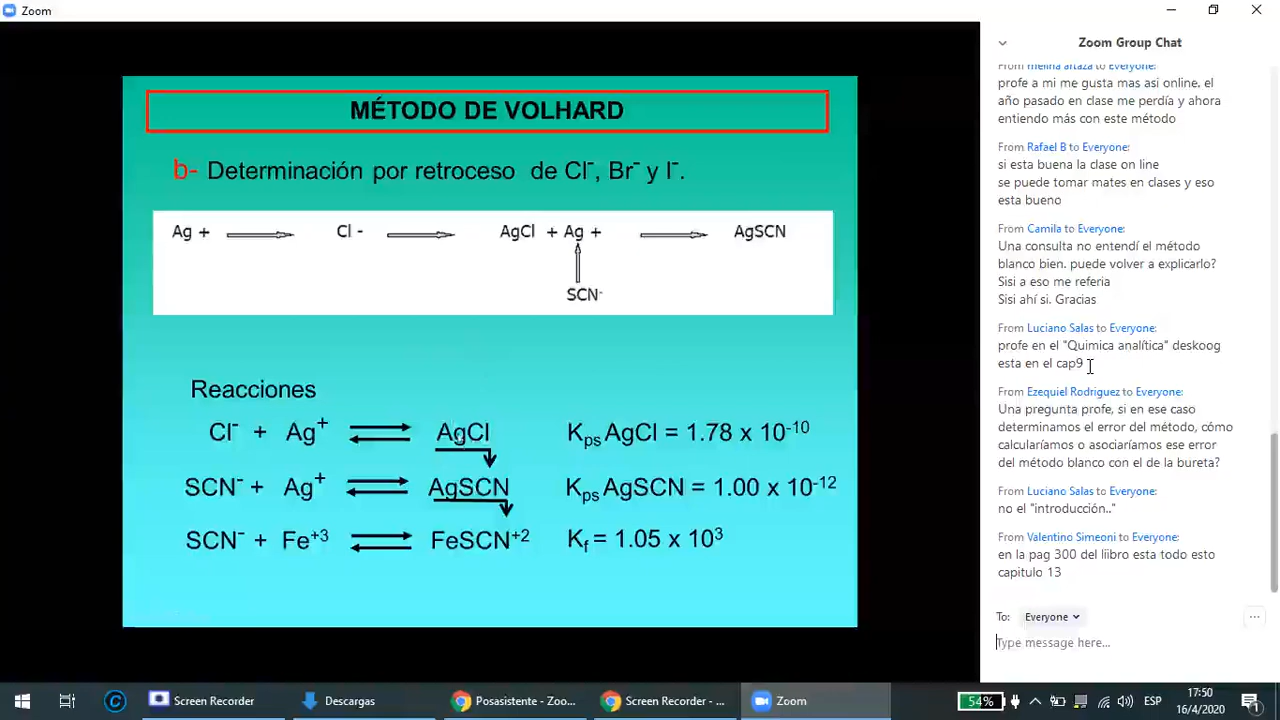 Zoom
MÉTODO DE VOLHARD
b- Determinación por retroceso de Cl⁻, Br⁻ y I⁻.
Ag + Cl - AgCl + Ag + AgSCN
SCN⁻
Reacciones
Cl⁻ + Ag⁺ ⇌ AgCl Kps AgCl = 1.78 x 10⁻¹⁰
SCN⁻ + Ag⁺ ⇌ AgSCN Kps AgSCN = 1.00 x 10⁻¹²
SCN⁻ + Fe⁺³ ⇌ FeSCN⁺² Kf = 1.05 x 10³
Zoom Group Chat
From melina artaza to Everyone:
profe a mi me gusta mas asi online. el
año pasado en clase me perdía y ahora
entiendo más con este método
From Rafael B to Everyone:
si esta buena la clase on line
se puede tomar mates en clases y eso
esta bueno
From Camila to Everyone:
Una consulta no entendí el método
blanco bien. puede volver a explicarlo?
Sisi a eso me referia
Sisi ahí si. Gracias
From Luciano Salas to Everyone:
profe en el "Quimica analítica" deskoog
esta en el cap9
From Ezequiel Rodriguez to Everyone:
Una pregunta profe, si en ese caso
determinamos el error del método, cómo
calcularíamos o asociaríamos ese error
del método blanco con el de la bureta?
From Luciano Salas to Everyone:
no el "introducción.."
From Valentino Simeoni to Everyone:
en la pag 300 del liibro esta todo esto
capitulo 13
To: Everyone
Type message here...
Screen Recorder
Descargas
Posasistente - Zoo...
Screen Recorder - ...
Zoom
54%
ESP
17:50
16/4/2020
1